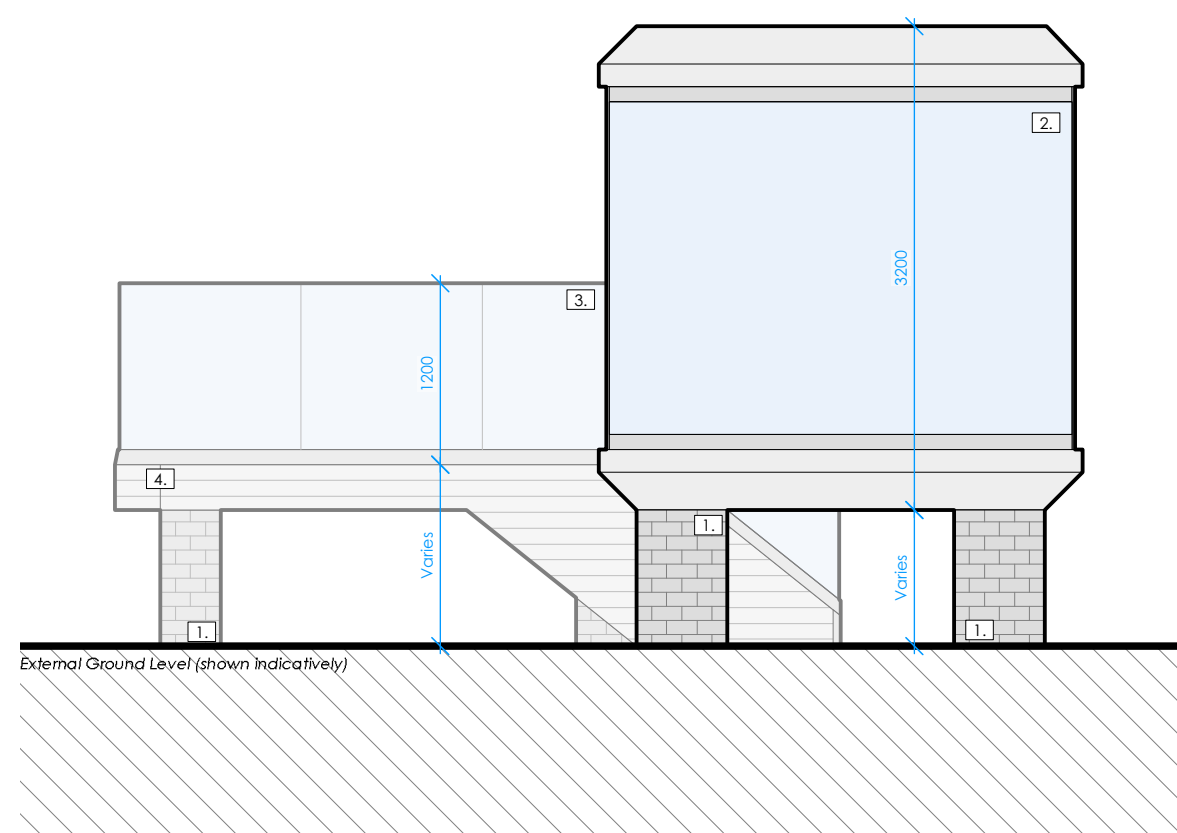 2.
3200
3.
1200
4.
1.
Varies
Varies
1.
1.
External Ground Level (shown indicatively)